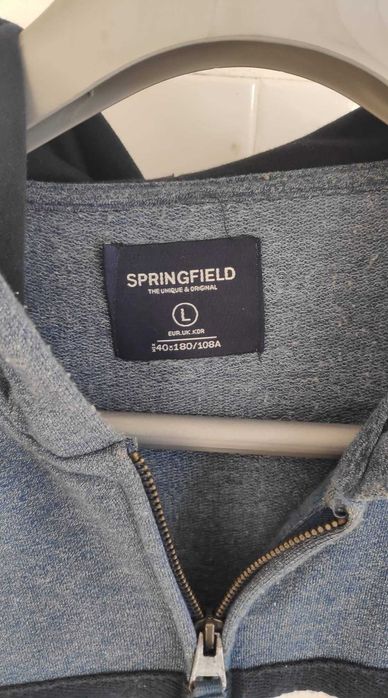 SPRINGFIELD
THE UNIQUE & ORIGINAL
L
EUR.UK.KOR
40 180/108A